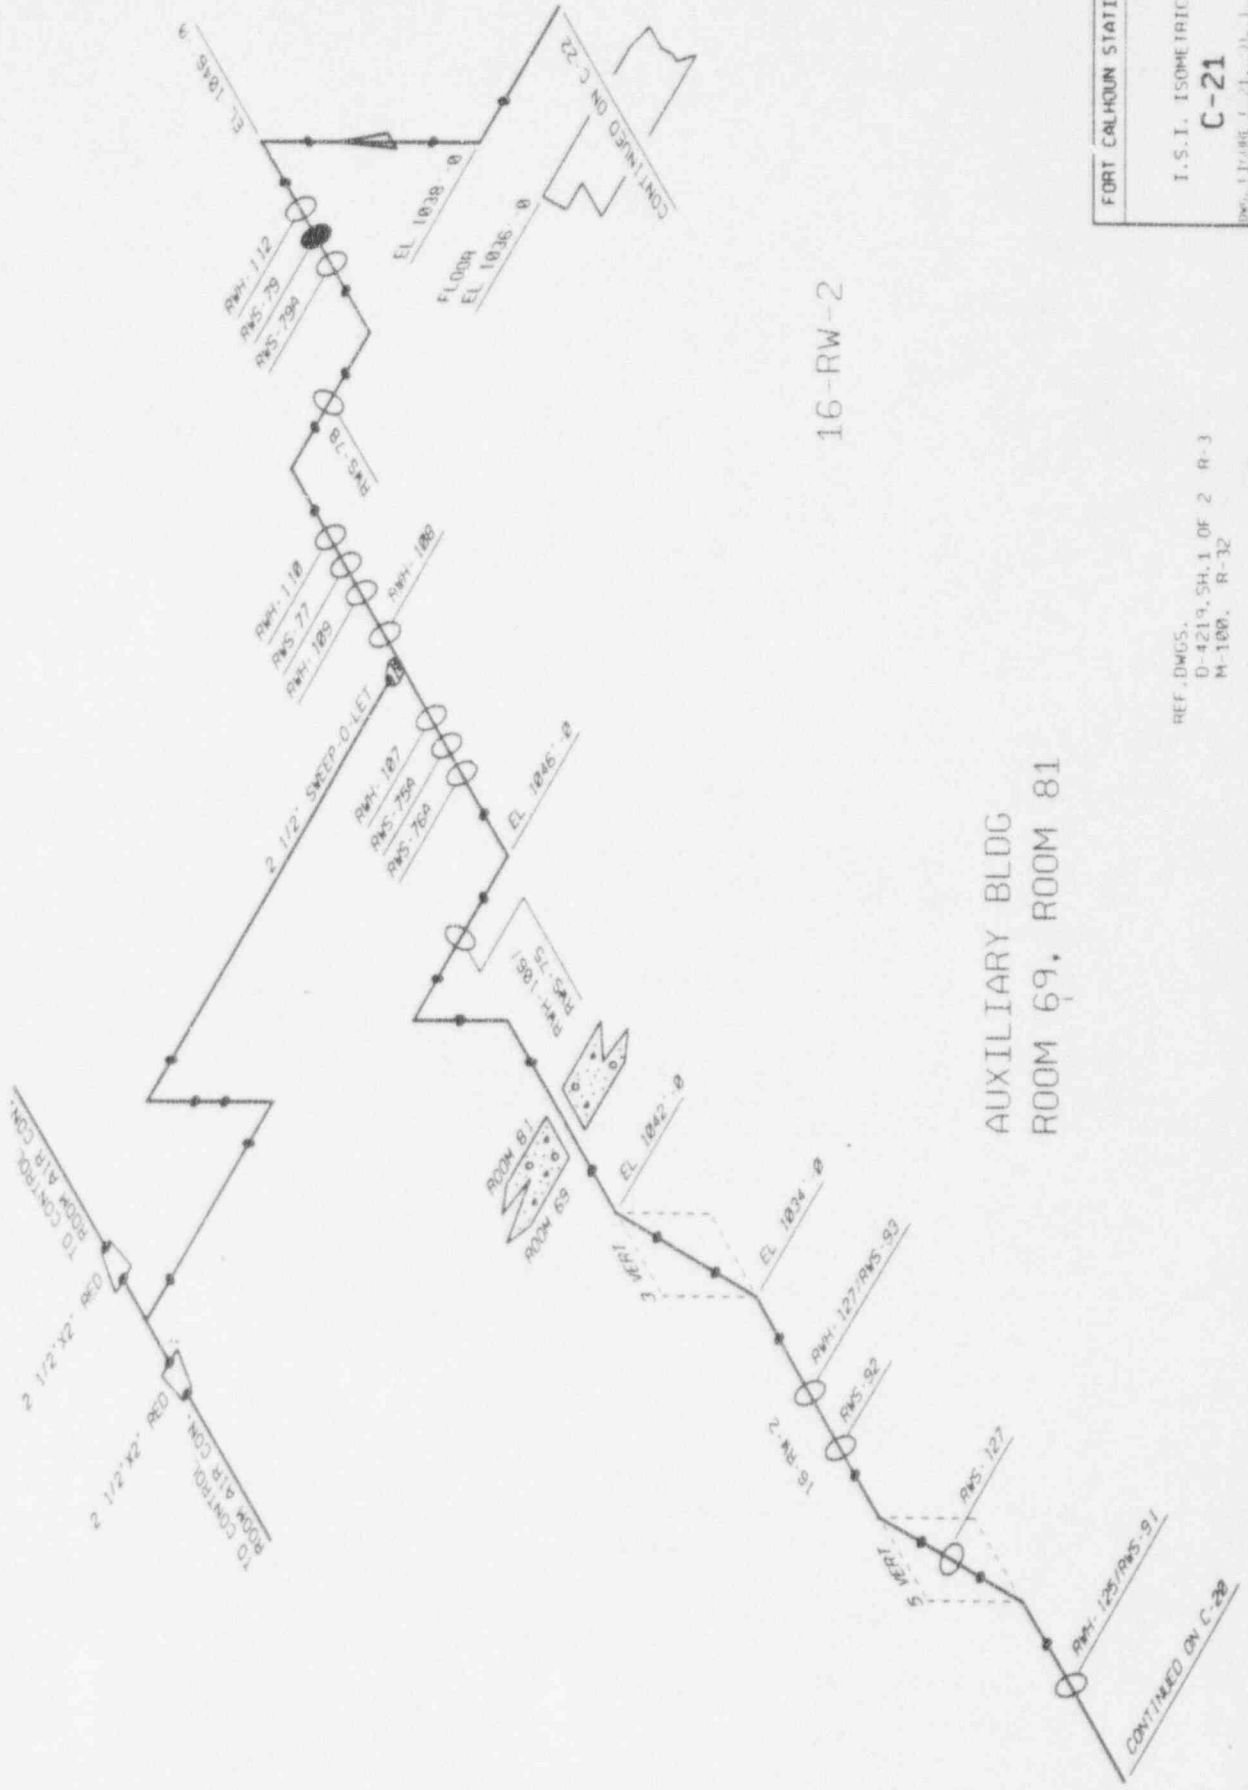 EL 1046'-9
RWH-112
RWS-79
RWS-79A
EL 1038'-0
FLOOR
EL 1036'-0
CONTINUED ON C-22
RWS-78
RWH-110
RWS-77
RWH-109
RWH-108
2 1/2" SWEEP-O-LET
RWH-107
RWS-75A
RWS-76A
EL 1046'-0
RWH-106/
RWS-75
TO CONTROL
ROOM AIR CON.
2 1/2"X2" RED
2 1/2"X2" RED
TO CONTROL
ROOM AIR CON.
ROOM 81
ROOM 69
EL 1042'-0
3 VERT
EL 1034'-0
RWH-127/RWS-93
RWS-92
16-RW-2
RWS-127
5 VERT
RWH-125/RWS-91
CONTINUED ON C-20
16-RW-2
AUXILIARY BLDG
ROOM 69, ROOM 81
REF.DWGS.
D-4219,SH.1 OF 2 R-3
M-100. R-32
FORT CALHOUN STATI
I.S.I. ISOMETRIC
C-21